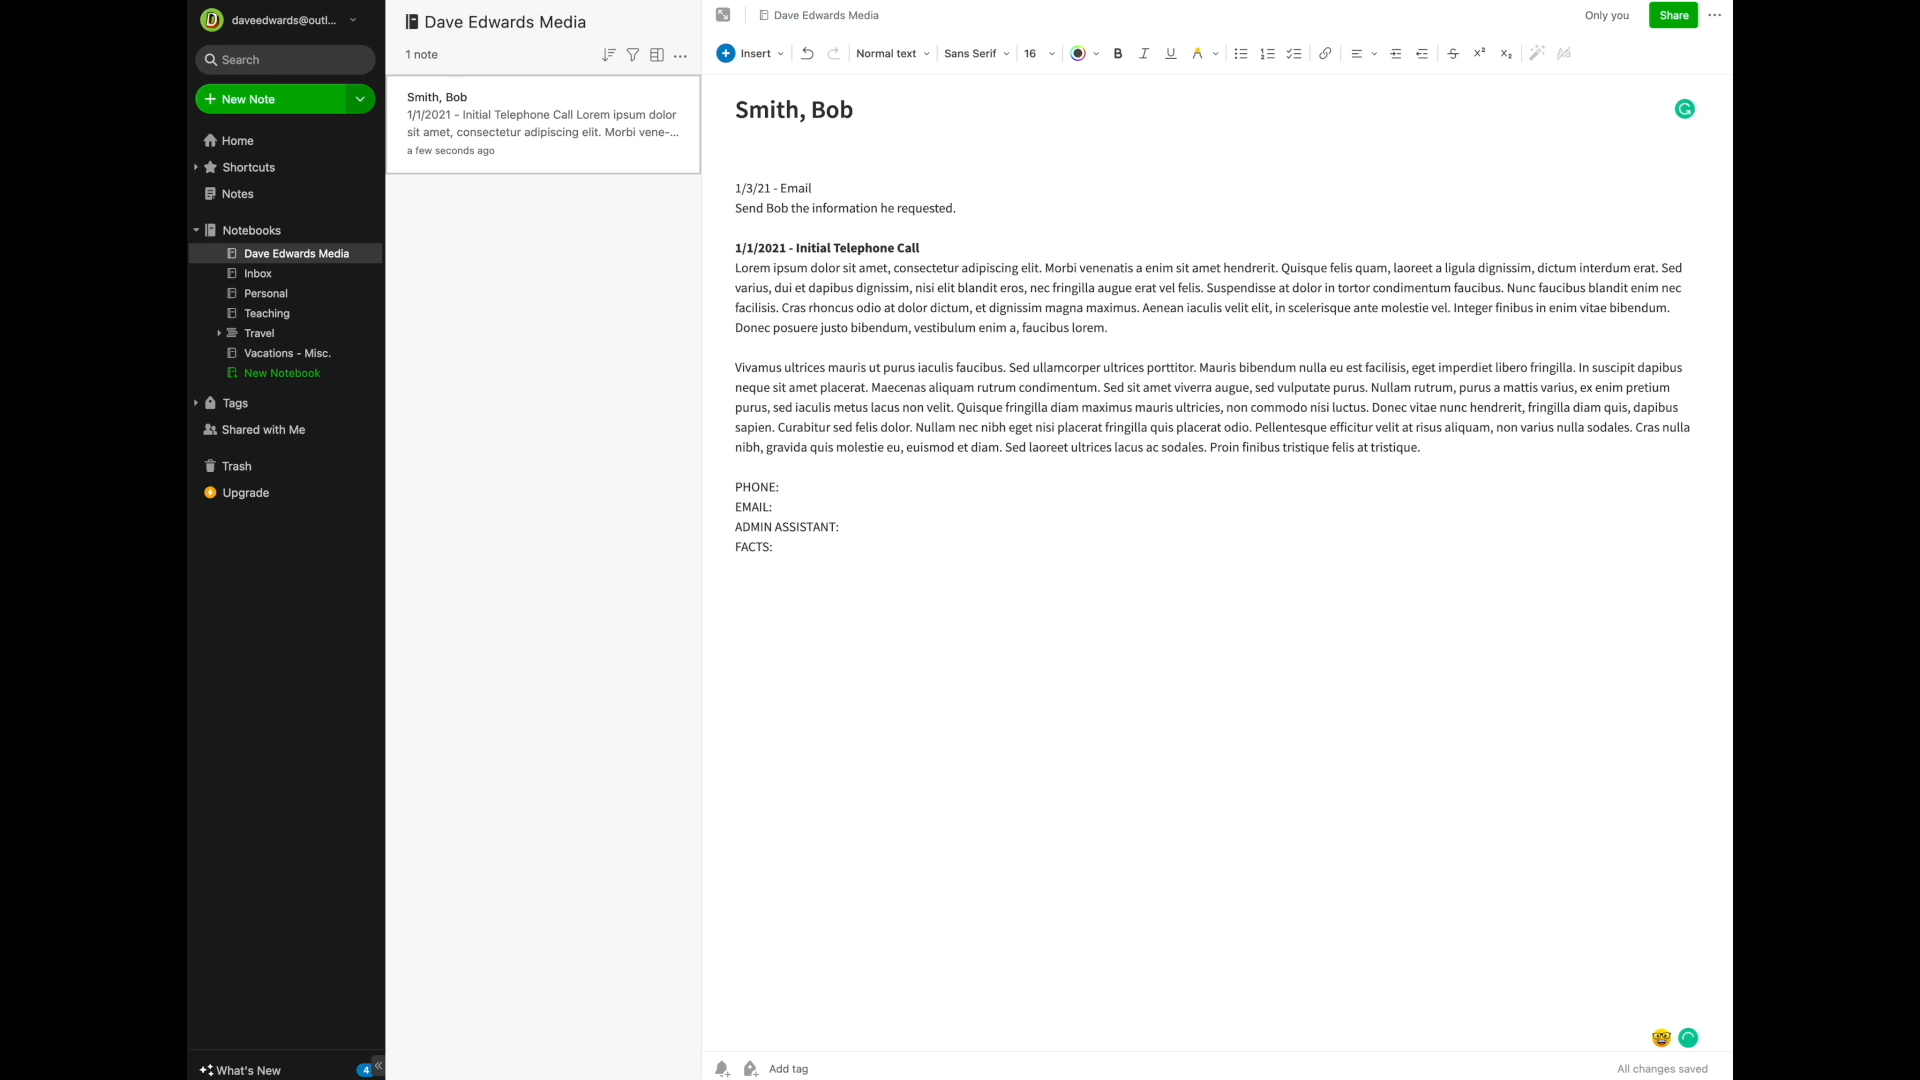 D daveedwards@outl...
Search
New Note
Home
Shortcuts
Notes
Notebooks
Dave Edwards Media
Inbox
Personal
Teaching
Travel
Vacations - Misc.
New Notebook
Tags
Shared with Me
Trash
Upgrade
What's New
4
Dave Edwards Media
1 note
Smith, Bob
1/1/2021 - Initial Telephone Call Lorem ipsum dolor
sit amet, consectetur adipiscing elit. Morbi vene-...
a few seconds ago
Dave Edwards Media
Only you
Share
Insert
Normal text
Sans Serif
16
Smith, Bob
1/3/21 - Email
Send Bob the information he requested.
1/1/2021 - Initial Telephone Call
Lorem ipsum dolor sit amet, consectetur adipiscing elit. Morbi venenatis a enim sit amet hendrerit. Quisque felis quam, laoreet a ligula dignissim, dictum interdum erat. Sed
varius, dui et dapibus dignissim, nisi elit blandit eros, nec fringilla augue erat vel felis. Suspendisse at dolor in tortor condimentum faucibus. Nunc faucibus blandit enim nec
facilisis. Cras rhoncus odio at dolor dictum, et dignissim magna maximus. Aenean iaculis velit elit, in scelerisque ante molestie vel. Integer finibus in enim vitae bibendum.
Donec posuere justo bibendum, vestibulum enim a, faucibus lorem.
Vivamus ultrices mauris ut purus iaculis faucibus. Sed ullamcorper ultrices porttitor. Mauris bibendum nulla eu est facilisis, eget imperdiet libero fringilla. In suscipit dapibus
neque sit amet placerat. Maecenas aliquam rutrum condimentum. Sed sit amet viverra augue, sed vulputate purus. Nullam rutrum, purus a mattis varius, ex enim pretium
purus, sed iaculis metus lacus non velit. Quisque fringilla diam maximus mauris ultricies, non commodo nisi luctus. Donec vitae nunc hendrerit, fringilla diam quis, dapibus
sapien. Curabitur sed felis dolor. Nullam nec nibh eget nisi placerat fringilla quis placerat odio. Pellentesque efficitur velit at risus aliquam, non varius nulla sodales. Cras nulla
nibh, gravida quis molestie eu, euismod et diam. Sed laoreet ultrices lacus ac sodales. Proin finibus tristique felis at tristique.
PHONE:
EMAIL:
ADMIN ASSISTANT:
FACTS:
Add tag
All changes saved